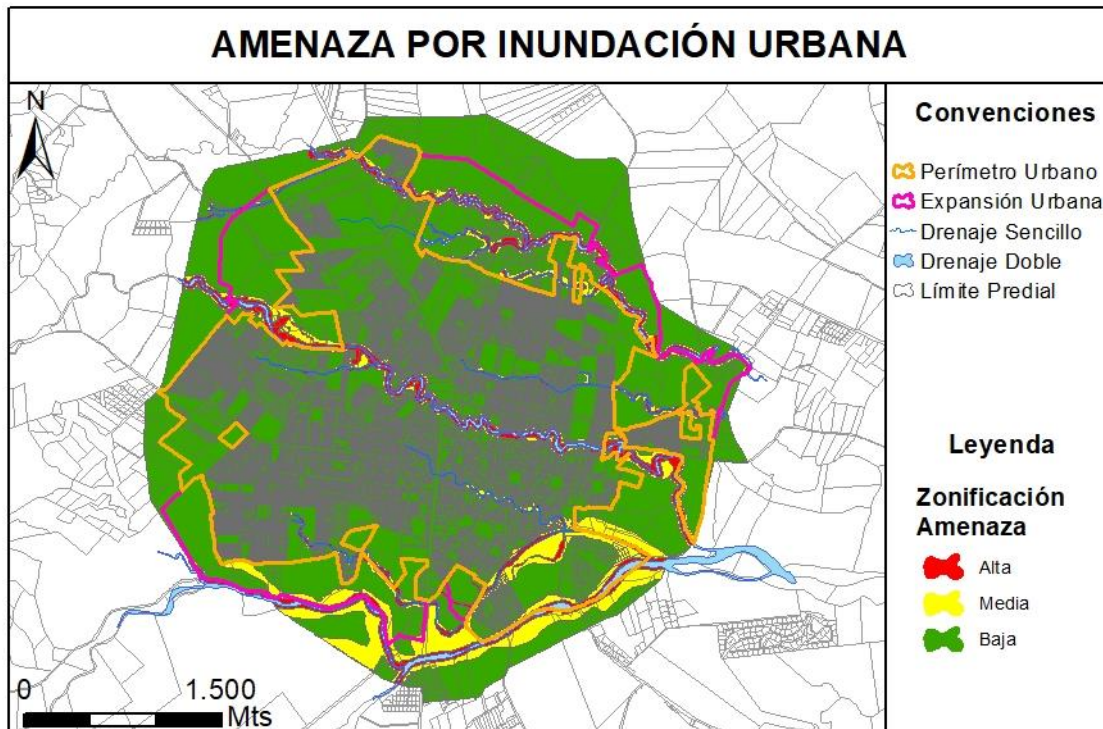 AMENAZA POR INUNDACIÓN URBANA
N
0 1.500
Mts
Convenciones
Perímetro Urbano
Expansión Urbana
Drenaje Sencillo
Drenaje Doble
Límite Predial
Leyenda
Zonificación
Amenaza
Alta
Media
Baja